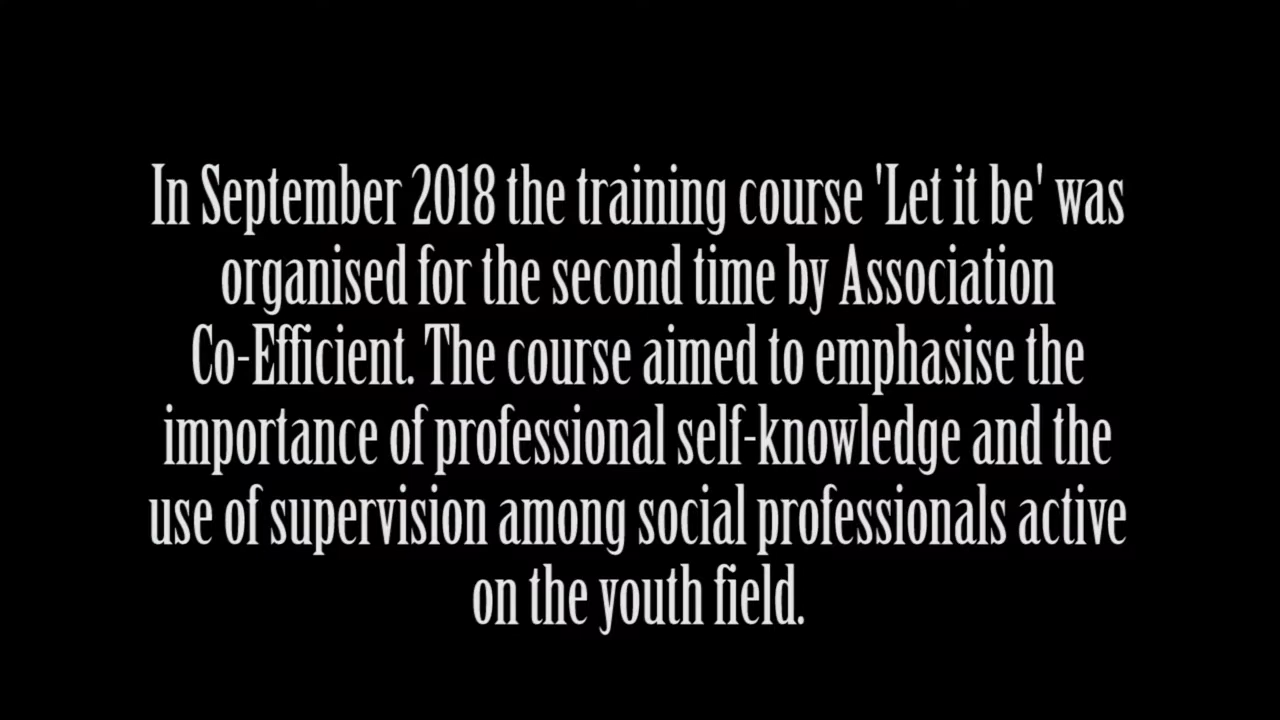 In September 2018 the training course 'Let it be' was
organised for the second time by Association
Co-Efficient. The course aimed to emphasise the
importance of professional self-knowledge and the
use of supervision among social professionals active
on the youth field.